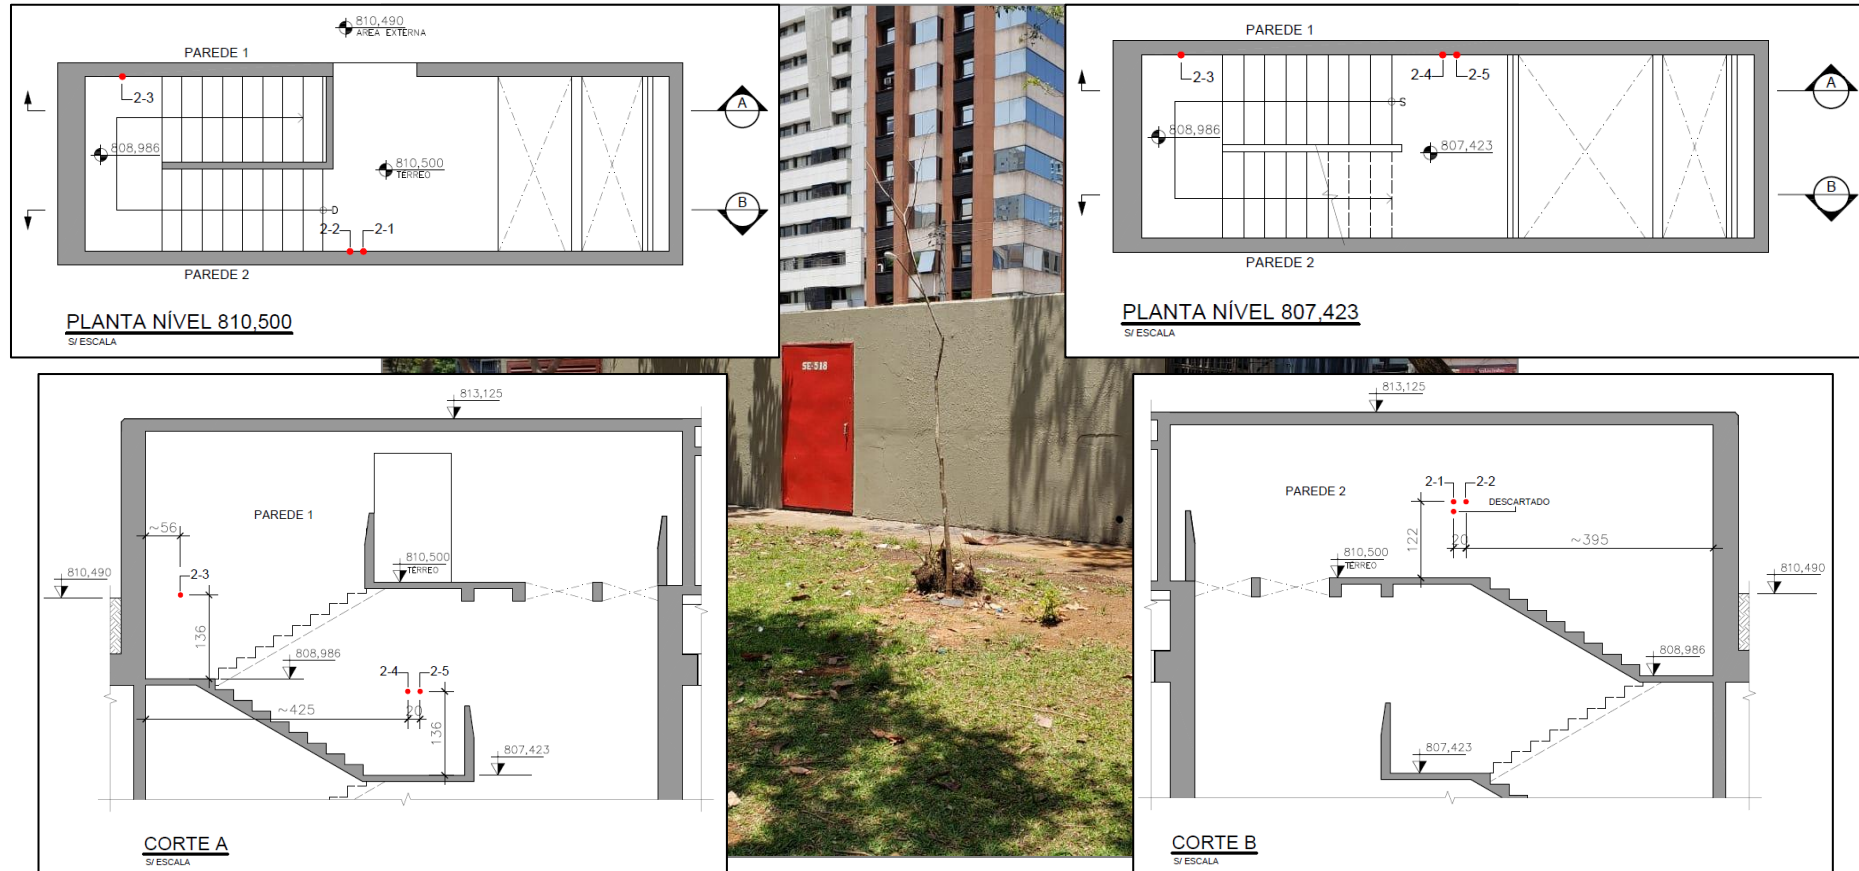 810,490
ÁREA EXTERNA
PAREDE 1
2-3
808,986
810,500
TÉRREO
D
2-2
2-1
PAREDE 2
A
B
PLANTA NÍVEL 810,500
S/ ESCALA
PAREDE 1
2-3
2-4
2-5
S
808,986
807,423
PAREDE 2
A
B
PLANTA NÍVEL 807,423
S/ ESCALA
SE-518
813,125
PAREDE 1
~56
810,500
TÉRREO
810,490
2-3
136
808,986
2-4
2-5
~425
20
136
807,423
CORTE A
S/ ESCALA
813,125
PAREDE 2
2-1
2-2
DESCARTADO
122
20
~395
810,500
TÉRREO
810,490
808,986
807,423
CORTE B
S/ ESCALA